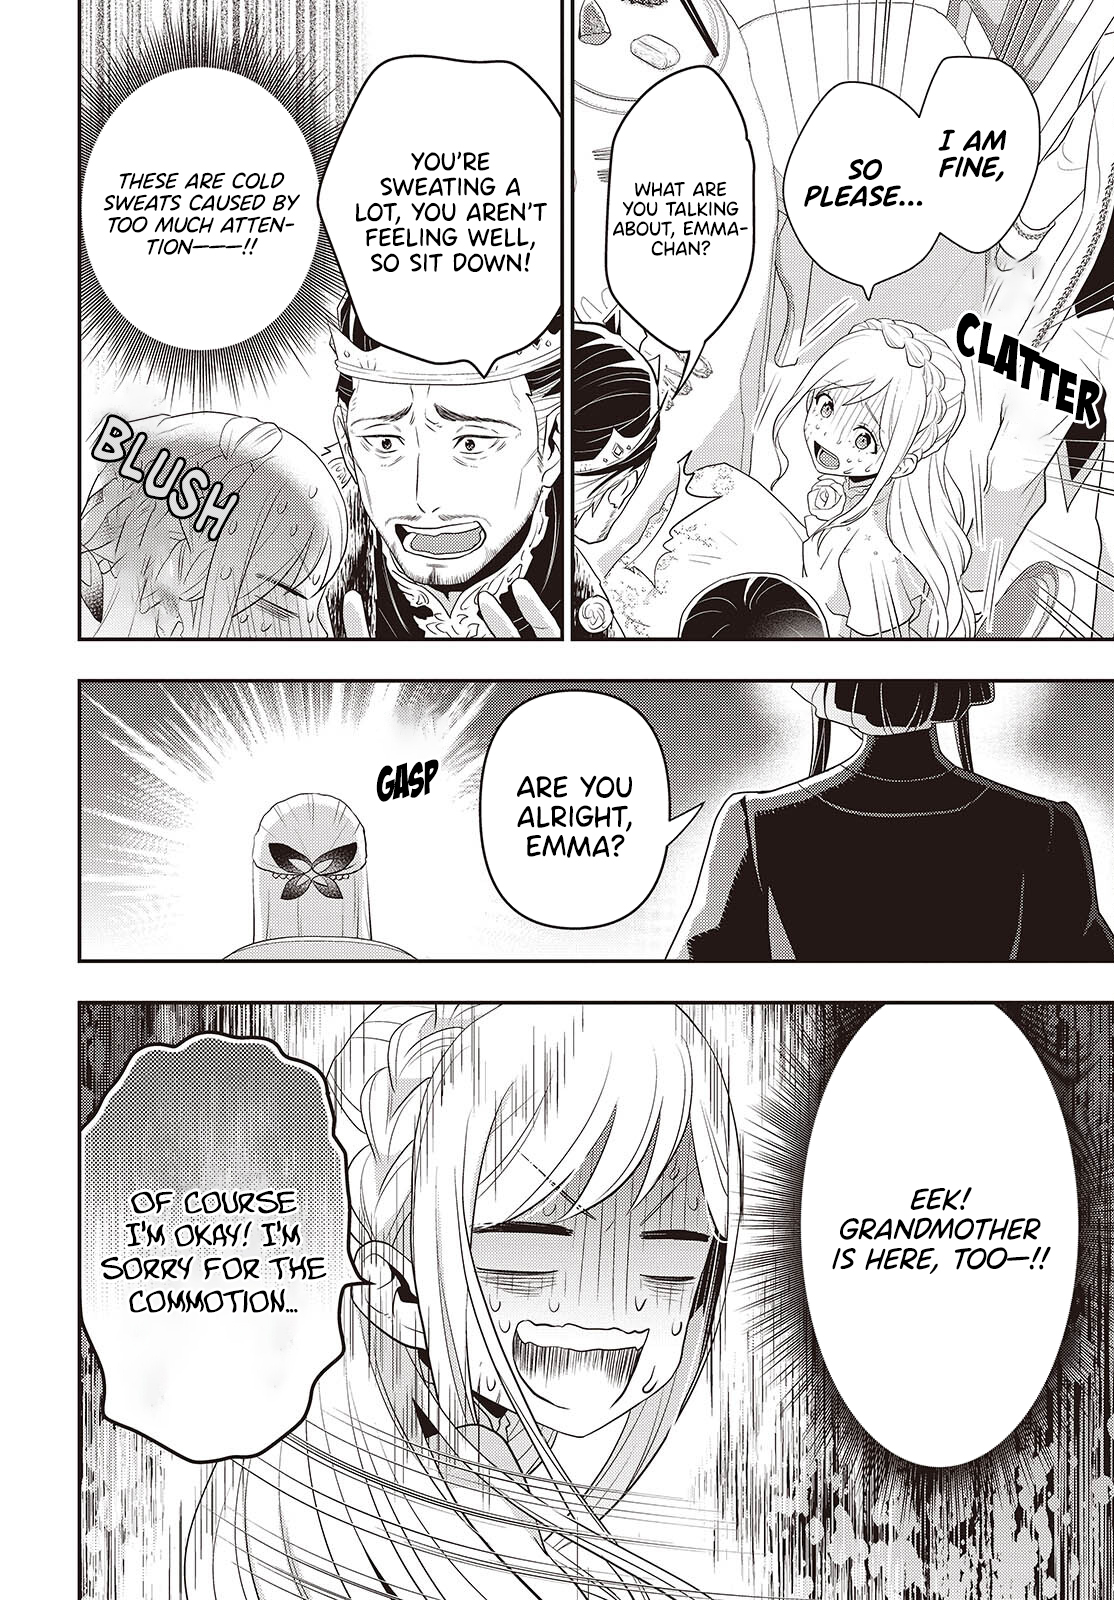 I AM
FINE,
SO
PLEASE...
CLATTER
WHAT ARE
YOU TALKING
ABOUT, EMMA-
CHAN?
YOU'RE
SWEATING A
LOT, YOU AREN'T
FEELING WELL,
SO SIT DOWN!
THESE ARE COLD
SWEATS CAUSED BY
TOO MUCH ATTEN-
TION———!!
BLUSH
ARE YOU
ALRIGHT,
EMMA?
GASP
EEK!
GRANDMOTHER
IS HERE, TOO—!!
OF COURSE
I'M OKAY! I'M
SORRY FOR THE
COMMOTION...